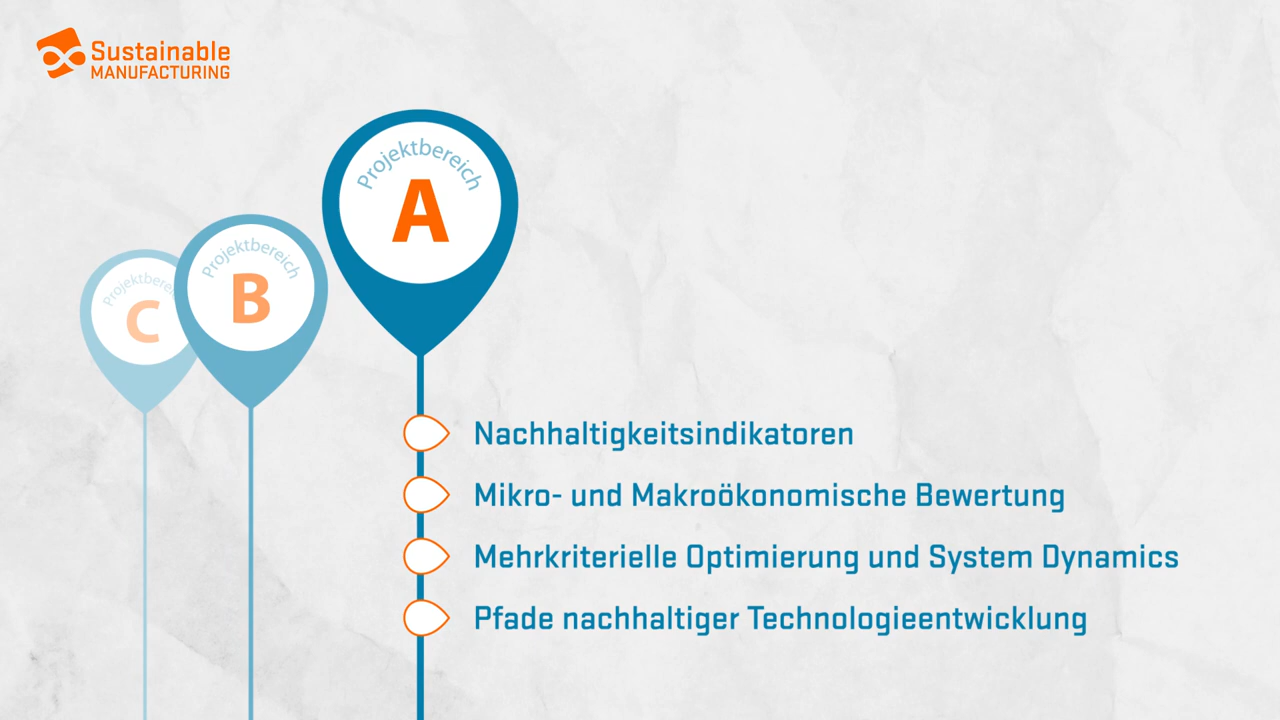 Sustainable
MANUFACTURING
Projektbereich
A
Projektbereich
B
Projektbereich
C
Nachhaltigkeitsindikatoren
Mikro- und Makroökonomische Bewertung
Mehrkriterielle Optimierung und System Dynamics
Pfade nachhaltiger Technologieentwicklung